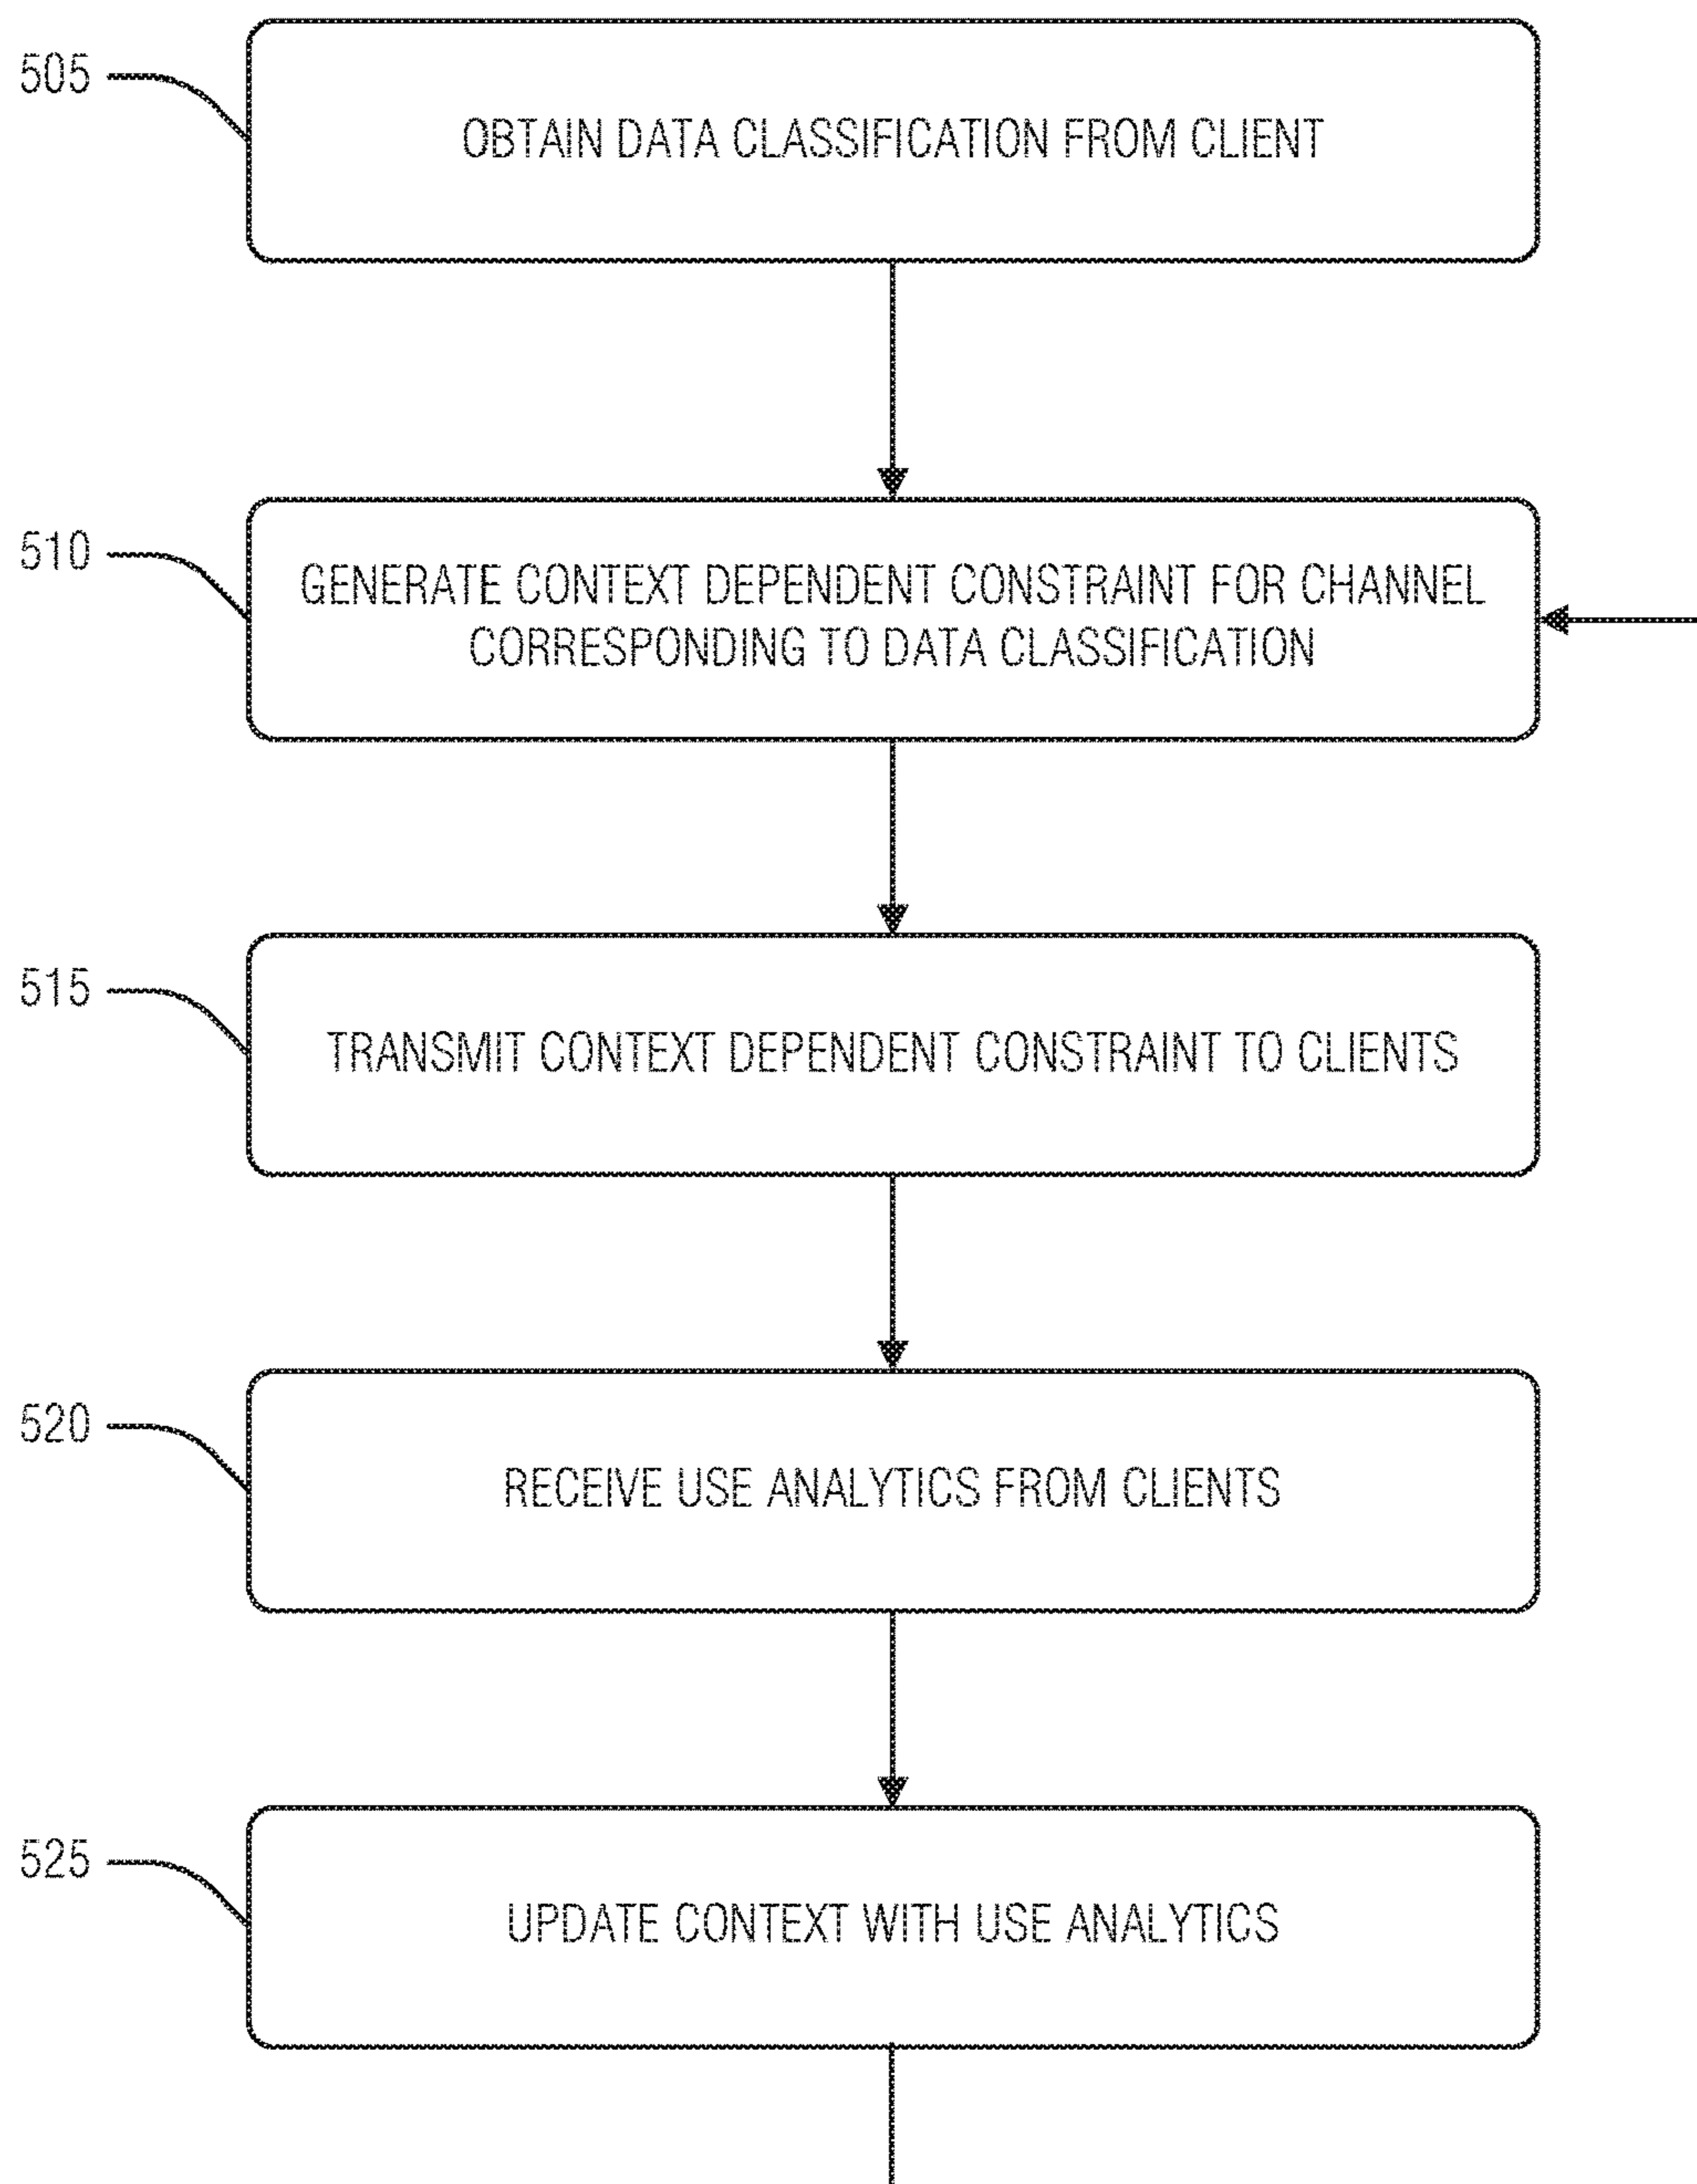 505
OBTAIN DATA CLASSIFICATION FROM CLIENT
510
GENERATE CONTEXT DEPENDENT CONSTRAINT FOR CHANNEL
CORRESPONDING TO DATA CLASSIFICATION
515
TRANSMIT CONTEXT DEPENDENT CONSTRAINT TO CLIENTS
520
RECEIVE USE ANALYTICS FROM CLIENTS
525
UPDATE CONTEXT WITH USE ANALYTICS